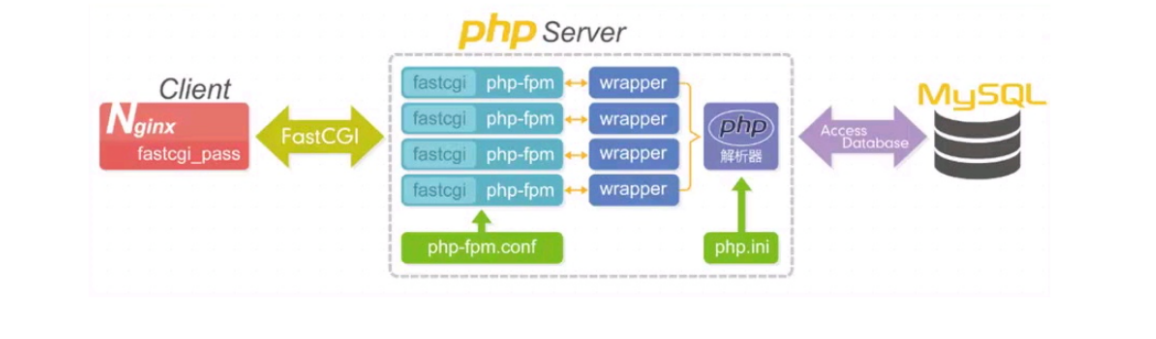 php Server
Client
Nginx
fastcgi_pass
FastCGI
fastcgi php-fpm wrapper
fastcgi php-fpm wrapper
fastcgi php-fpm wrapper
fastcgi php-fpm wrapper
php-fpm.conf
php
解析器
php.ini
Access
Database
MySQL